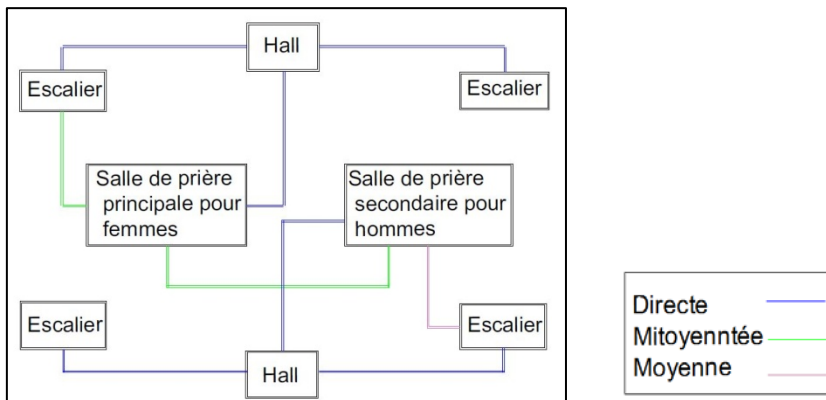 Hall
Escalier
Escalier
Salle de prière
principale pour
femmes
Salle de prière
secondaire pour
hommes
Escalier
Escalier
Hall
Directe
Mitoyenntée
Moyenne